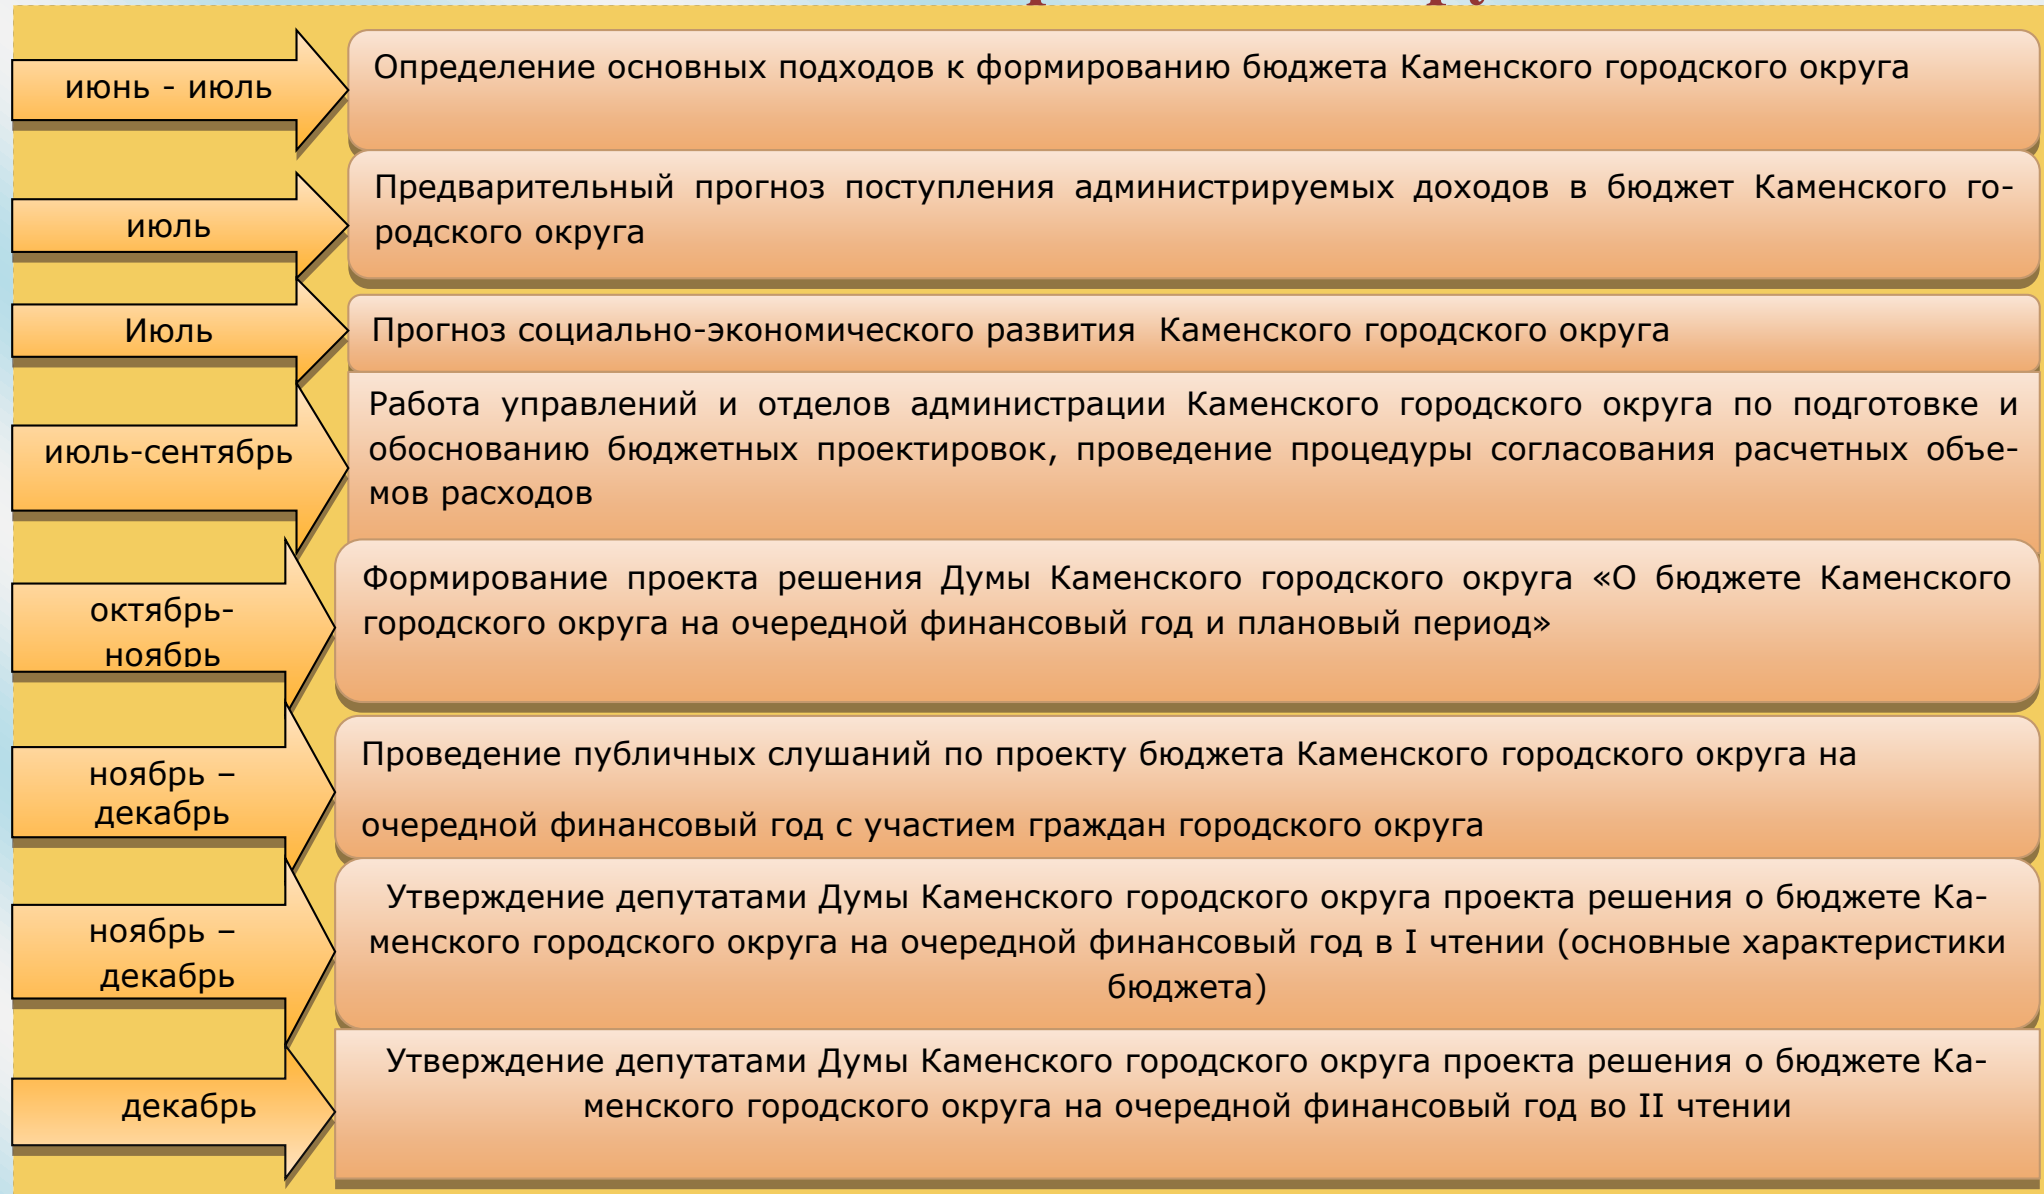 июнь - июль
Определение основных подходов к формированию бюджета Каменского городского округа
июль
Предварительный прогноз поступления администрируемых доходов в бюджет Каменского го-
родского округа
Июль
Прогноз социально-экономического развития Каменского городского округа
июль-сентябрь
Работа управлений и отделов администрации Каменского городского округа по подготовке и
обоснованию бюджетных проектировок, проведение процедуры согласования расчетных объе-
мов расходов
октябрь-
ноябрь
Формирование проекта решения Думы Каменского городского округа «О бюджете Каменского
городского округа на очередной финансовый год и плановый период»
ноябрь –
декабрь
Проведение публичных слушаний по проекту бюджета Каменского городского округа на
очередной финансовый год с участием граждан городского округа
ноябрь –
декабрь
Утверждение депутатами Думы Каменского городского округа проекта решения о бюджете Ка-
менского городского округа на очередной финансовый год в I чтении (основные характеристики
бюджета)
декабрь
Утверждение депутатами Думы Каменского городского округа проекта решения о бюджете Ка-
менского городского округа на очередной финансовый год во II чтении